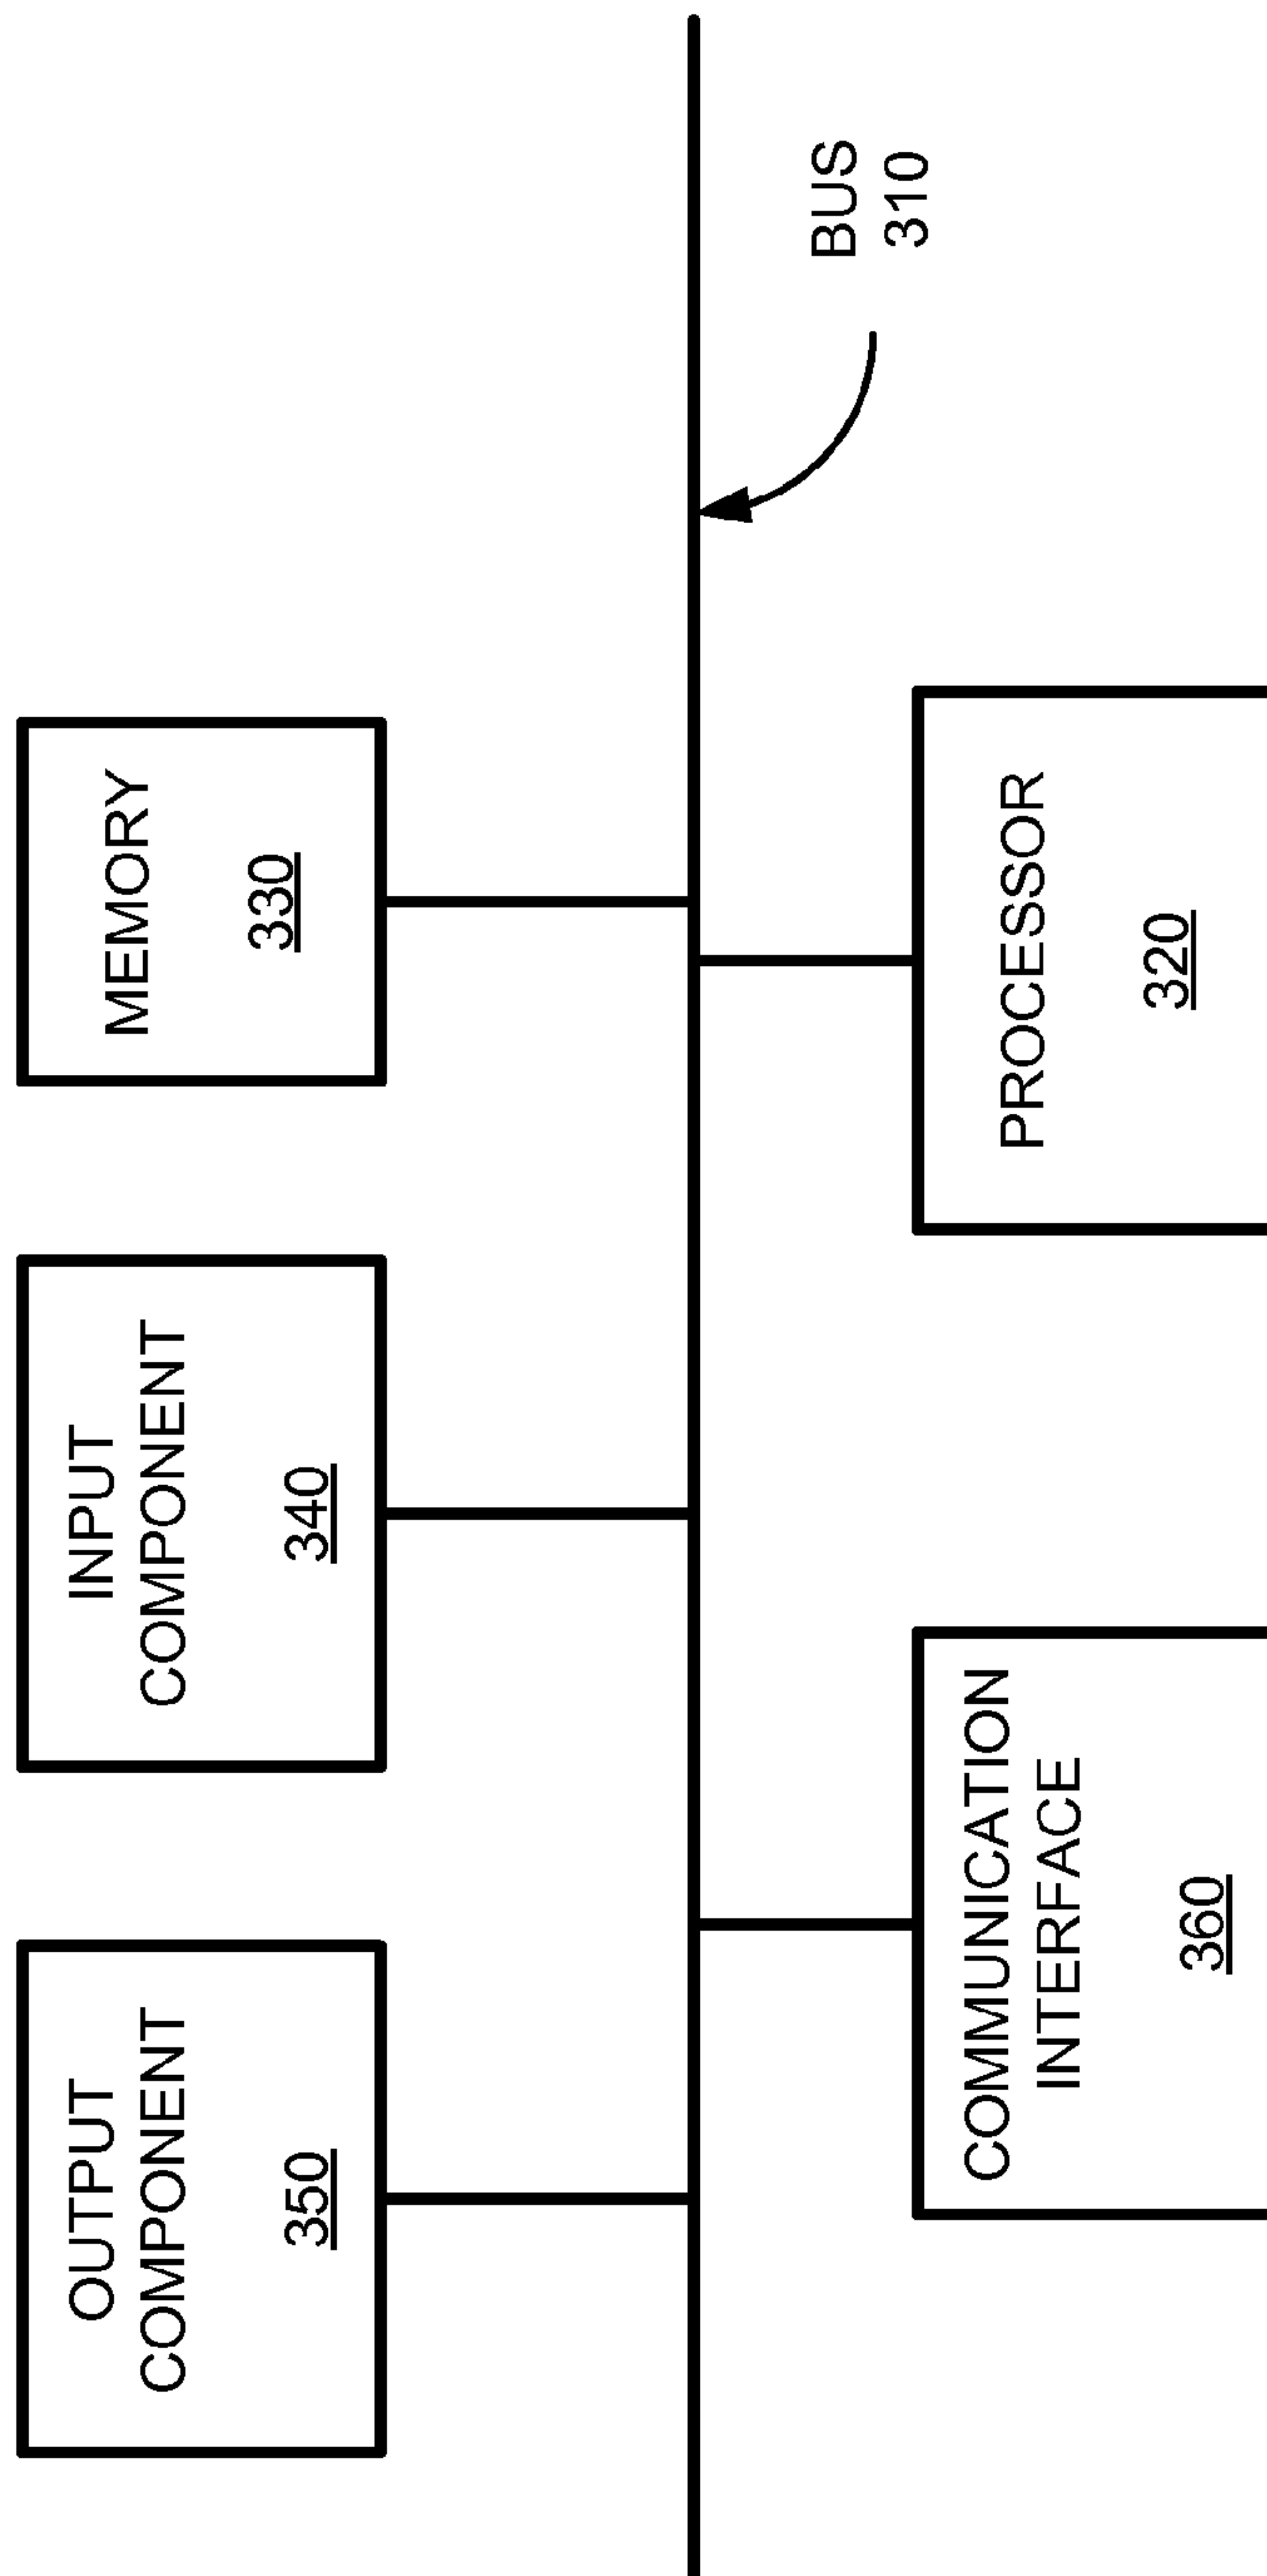 OUTPUT
COMPONENT
350
INPUT
COMPONENT
340
MEMORY
330
BUS
310
COMMUNICATION
INTERFACE
360
PROCESSOR
320